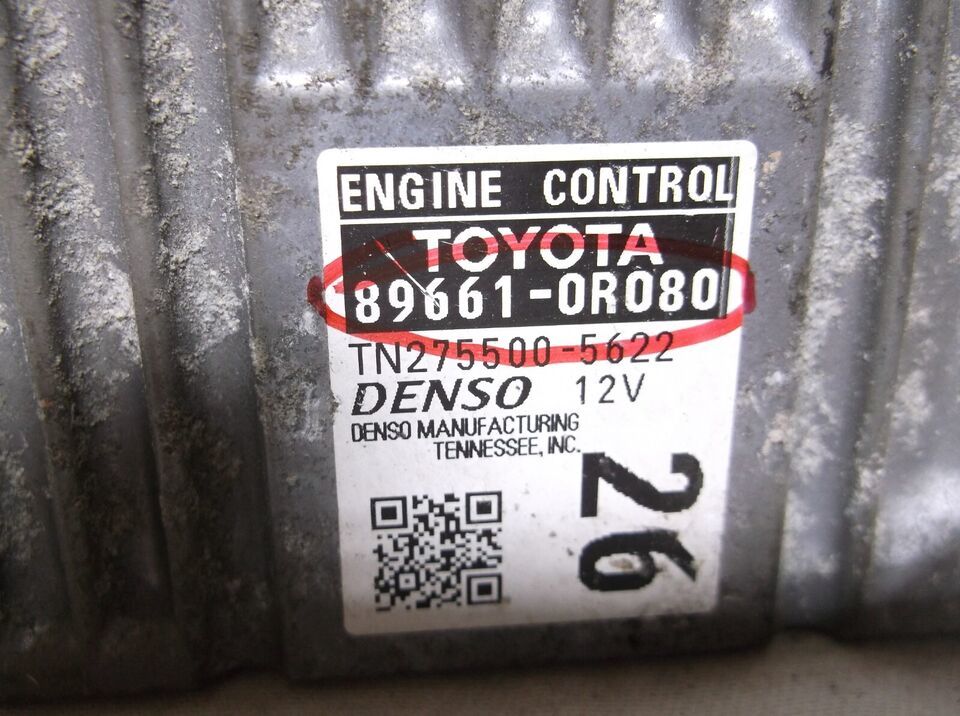 ENGINE CONTROL
TOYOTA
89661-0R080
TN275500-5622
DENSO 12V
DENSO MANUFACTURING
TENNESSEE, INC.
26